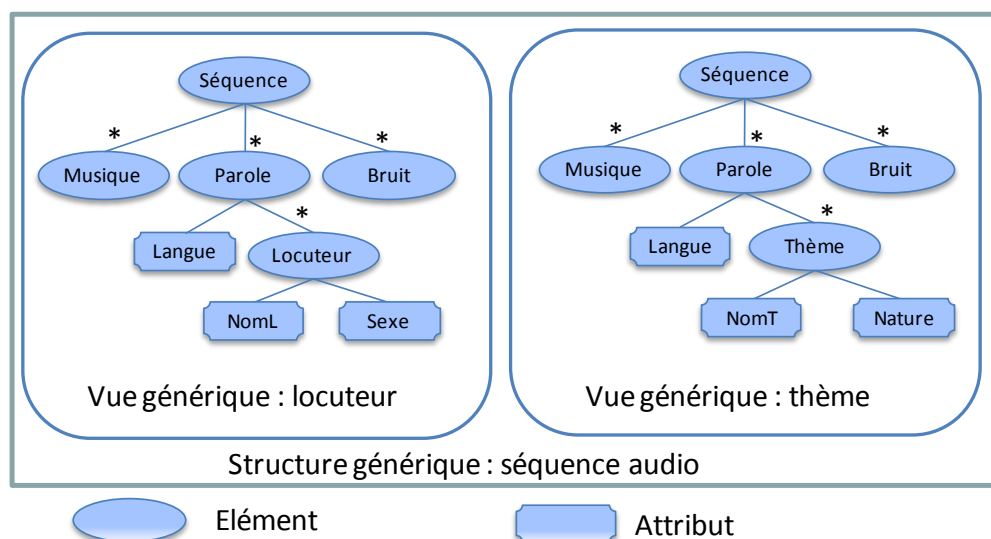 Séquence
*
*
*
Musique
Parole
Bruit
*
Langue
Locuteur
NomL
Sexe
Vue générique : locuteur
Séquence
*
*
*
Musique
Parole
Bruit
*
Langue
Thème
NomT
Nature
Vue générique : thème
Structure générique : séquence audio
Elément
Attribut